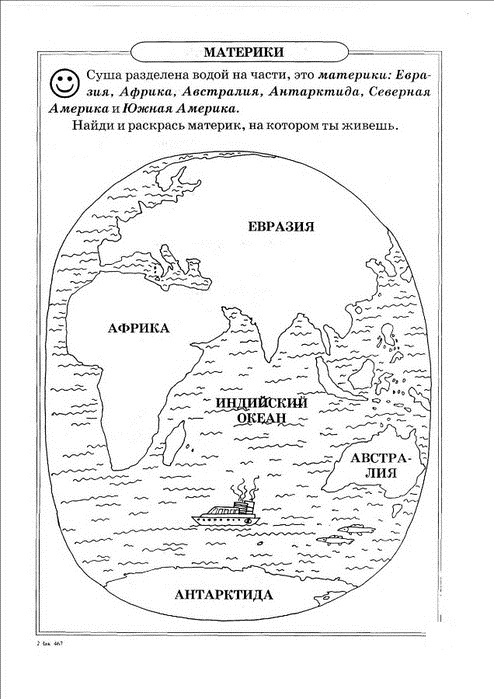 МАТЕРИКИ
Суша разделена водой на части, это материки: Евра-
зия, Африка, Австралия, Антарктида, Северная
Америка и Южная Америка.
Найди и раскрась материк, на котором ты живешь.
ЕВРАЗИЯ
АФРИКА
ИНДИЙСКИЙ
ОКЕАН
АВСТРА-
ЛИЯ
АНТАРКТИДА